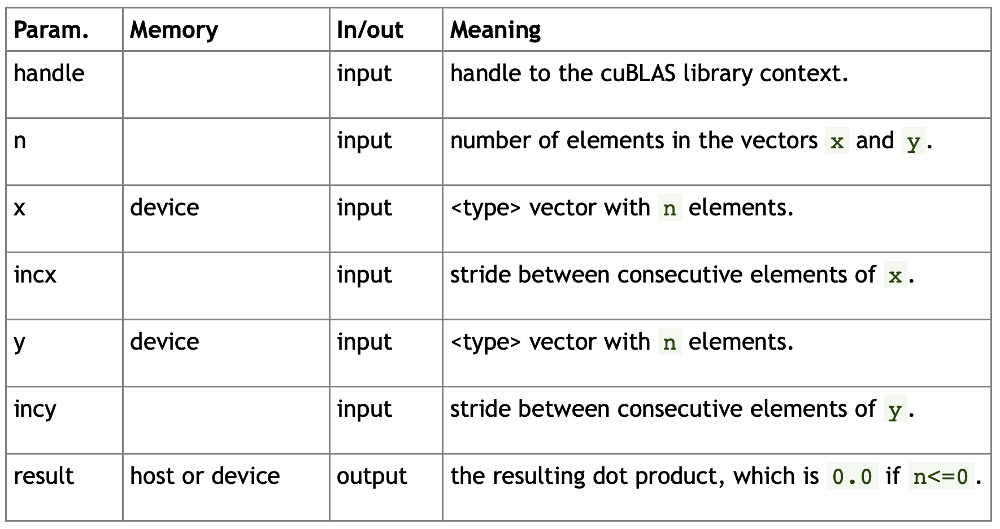 Param. Memory In/out Meaning
handle input handle to the cuBLAS library context.
n input number of elements in the vectors x and y.
x device input <type> vector with n elements.
incx input stride between consecutive elements of x.
y device input <type> vector with n elements.
incy input stride between consecutive elements of y.
result host or device output the resulting dot product, which is 0.0 if n<=0.